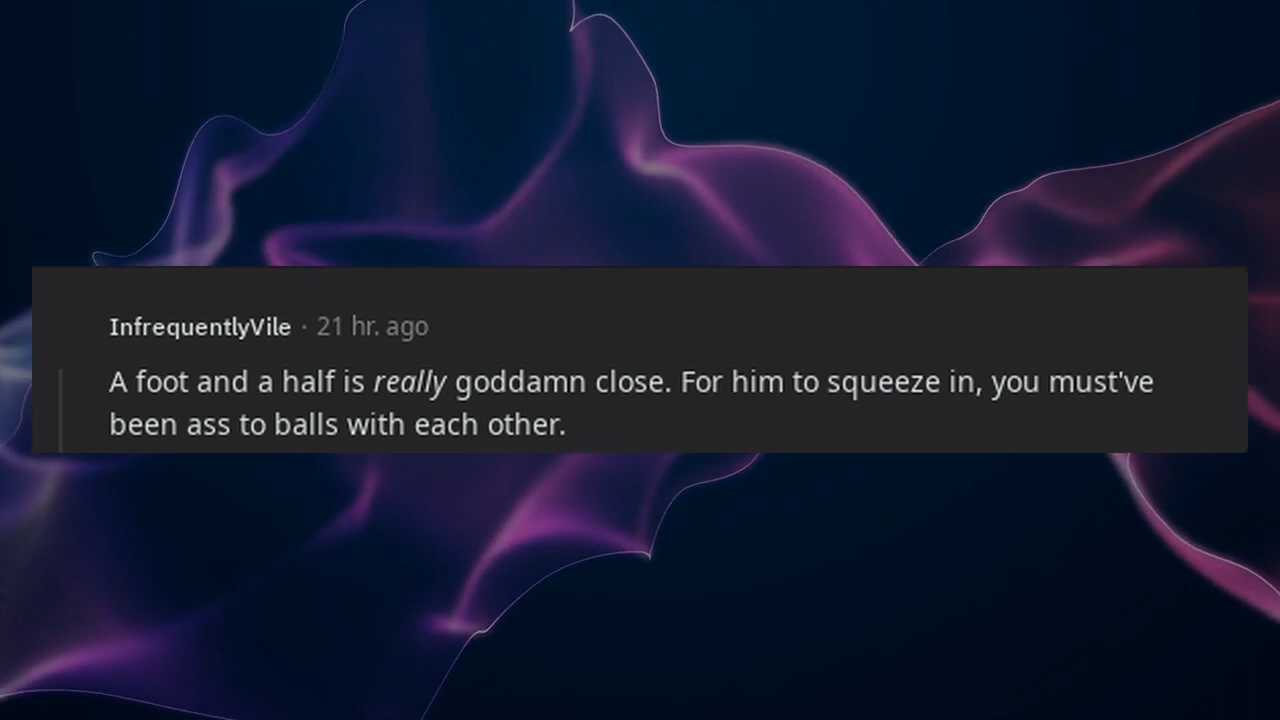 InfrequentlyVile · 21 hr. ago
A foot and a half is really goddamn close. For him to squeeze in, you must've
been ass to balls with each other.